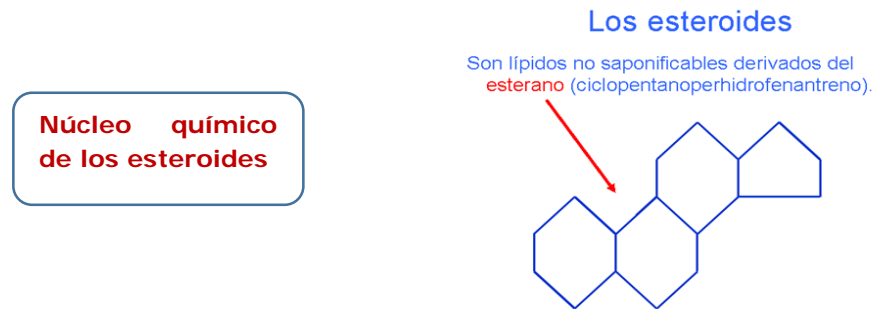 Los esteroides
Son lípidos no saponificables derivados del
esterano (ciclopentanoperhidrofenantreno).
Núcleo químico
de los esteroides